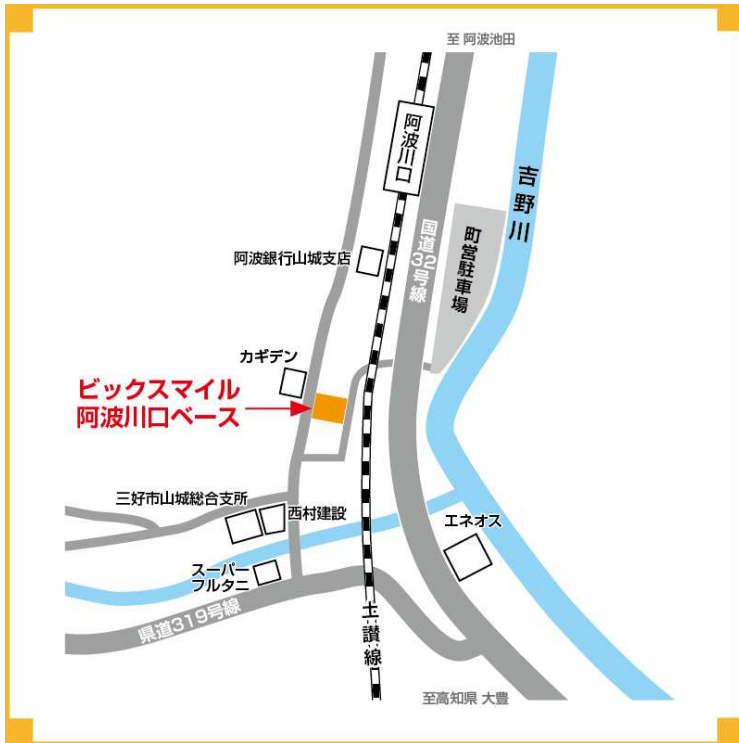 至 阿波池田
阿波川口
吉野川
国道32号線
町営駐車場
阿波銀行山城支店
カギデン
ビックスマイル
阿波川口ベース
三好市山城総合支所
西村建設
エネオス
スーパー
フルタニ
県道319号線
土讃線
至高知県 大豊